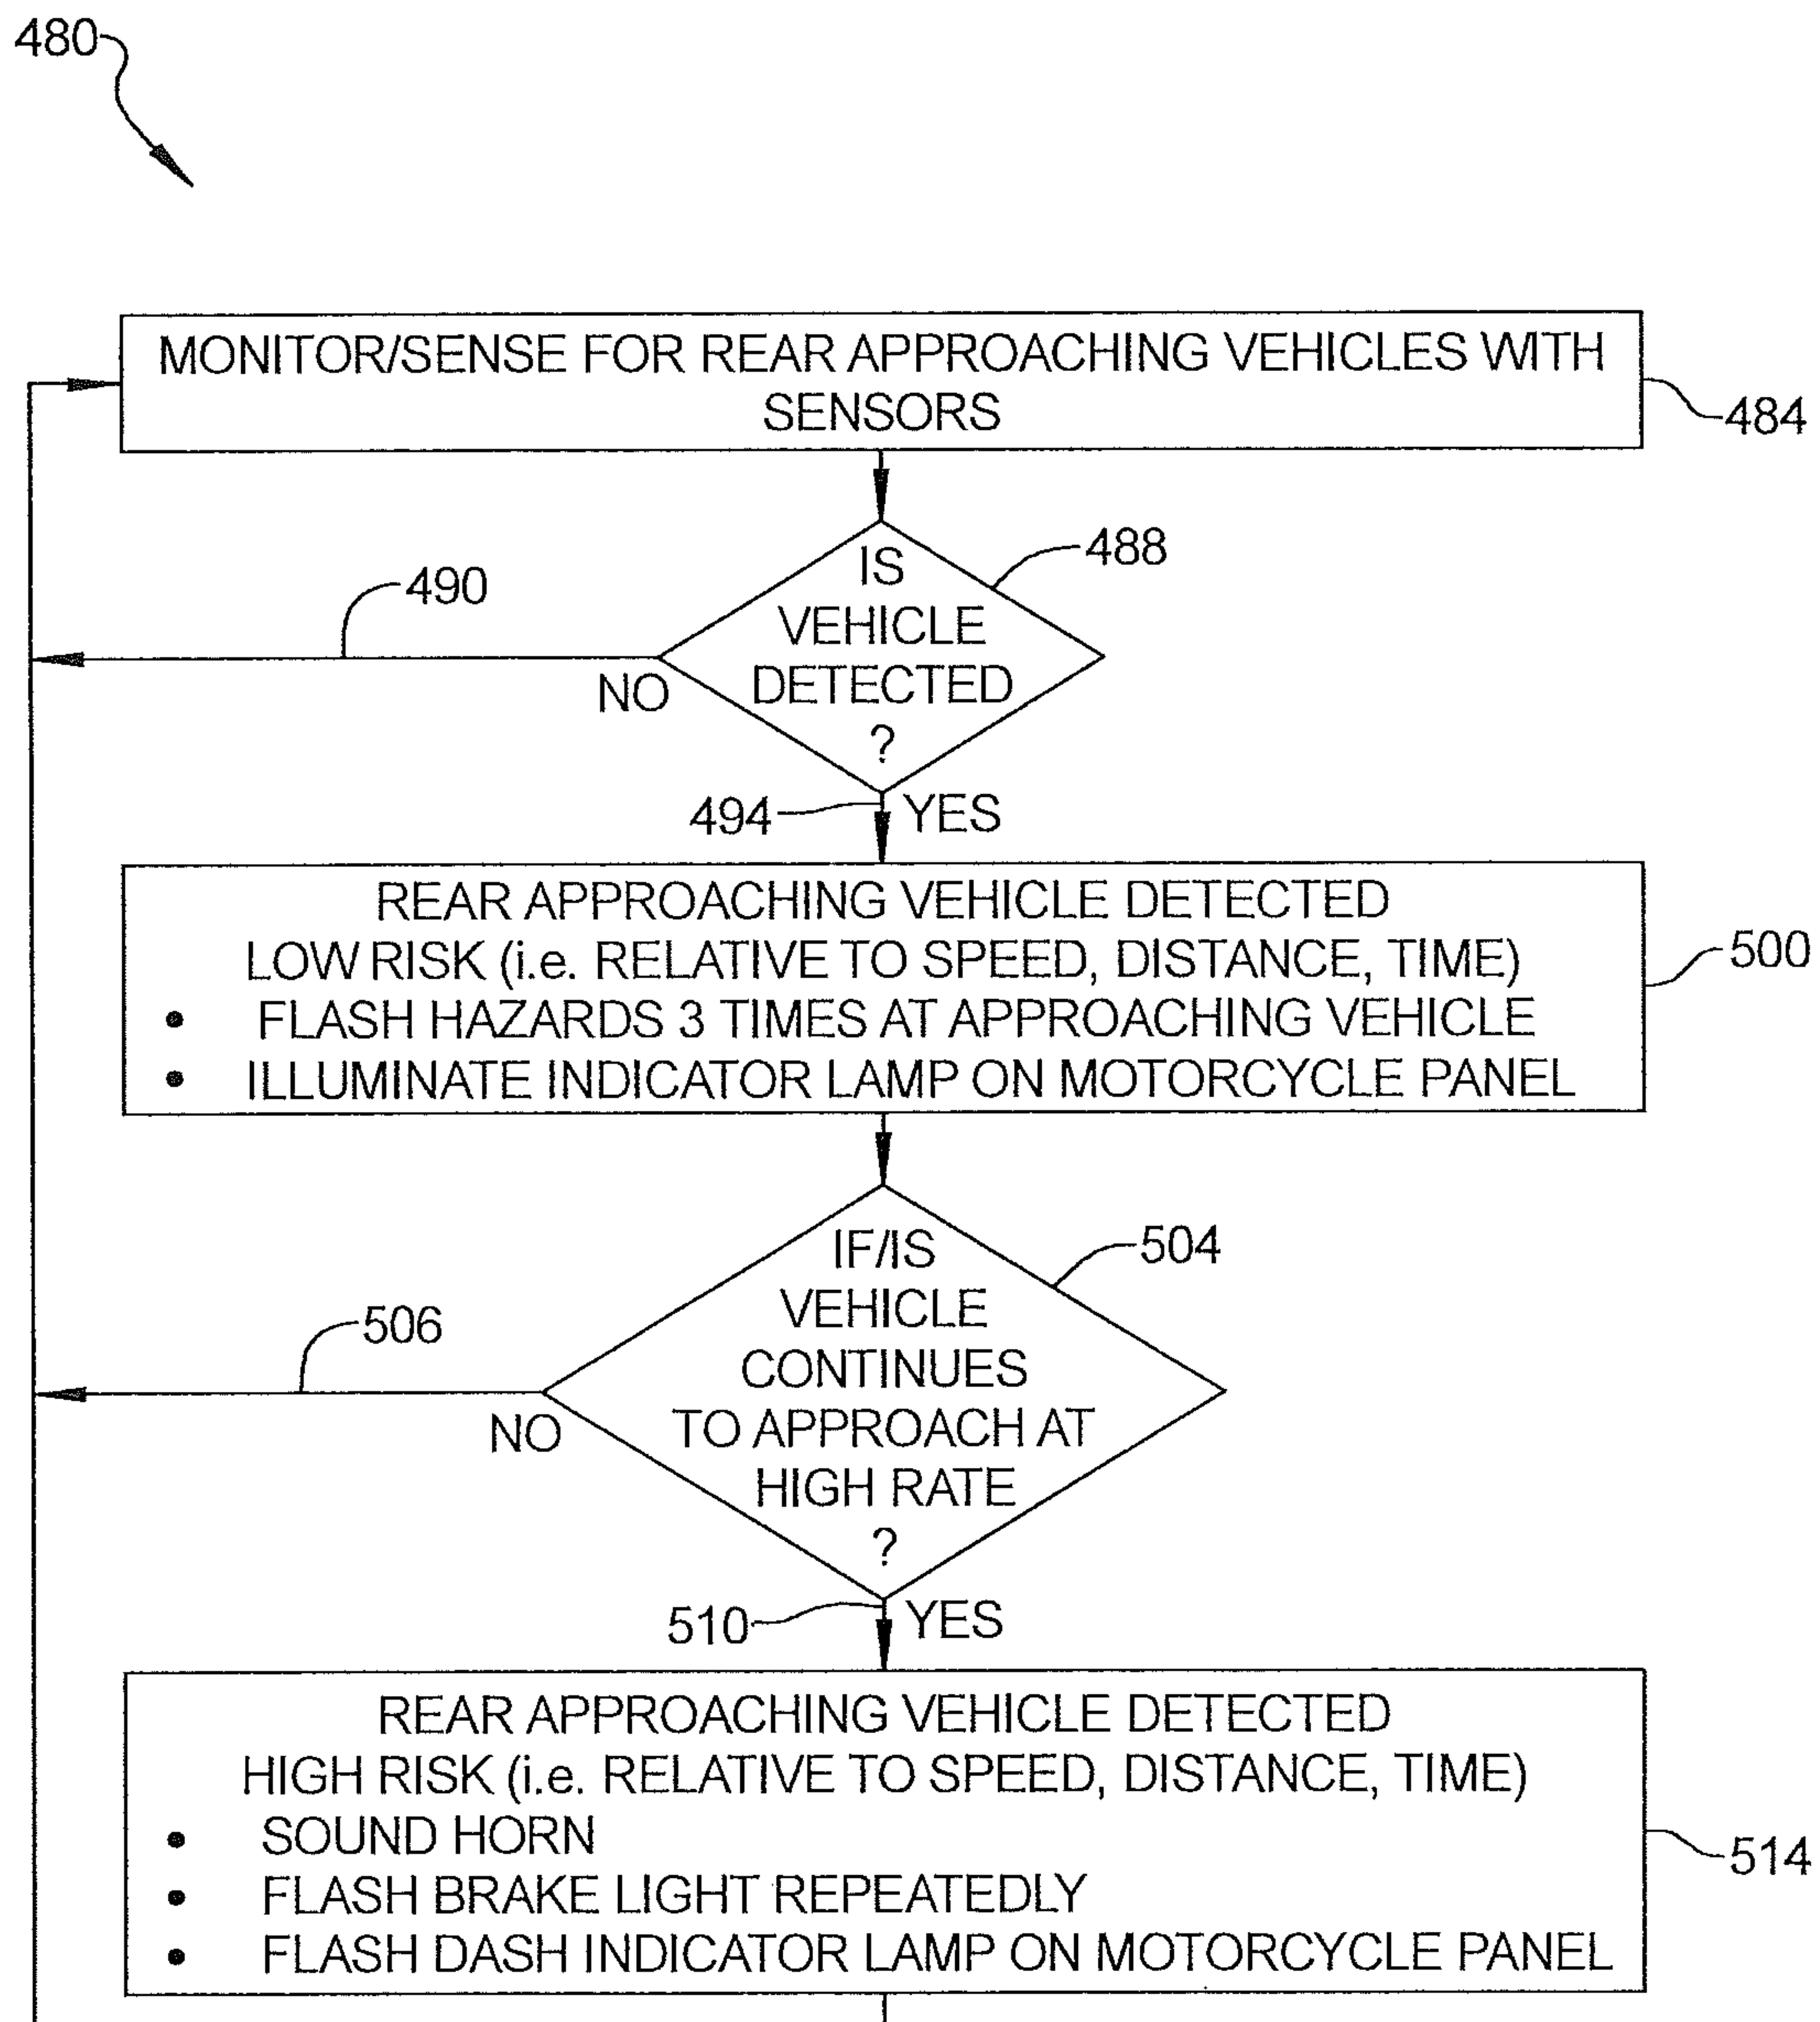 480
MONITOR/SENSE FOR REAR APPROACHING VEHICLES WITH
SENSORS
484
IS
VEHICLE
DETECTED
?
488
490
NO
494
YES
REAR APPROACHING VEHICLE DETECTED
LOW RISK (i.e. RELATIVE TO SPEED, DISTANCE, TIME)
• FLASH HAZARDS 3 TIMES AT APPROACHING VEHICLE
• ILLUMINATE INDICATOR LAMP ON MOTORCYCLE PANEL
500
IF/IS
VEHICLE
CONTINUES
TO APPROACH AT
HIGH RATE
?
504
506
NO
510
YES
REAR APPROACHING VEHICLE DETECTED
HIGH RISK (i.e. RELATIVE TO SPEED, DISTANCE, TIME)
• SOUND HORN
• FLASH BRAKE LIGHT REPEATEDLY
• FLASH DASH INDICATOR LAMP ON MOTORCYCLE PANEL
514